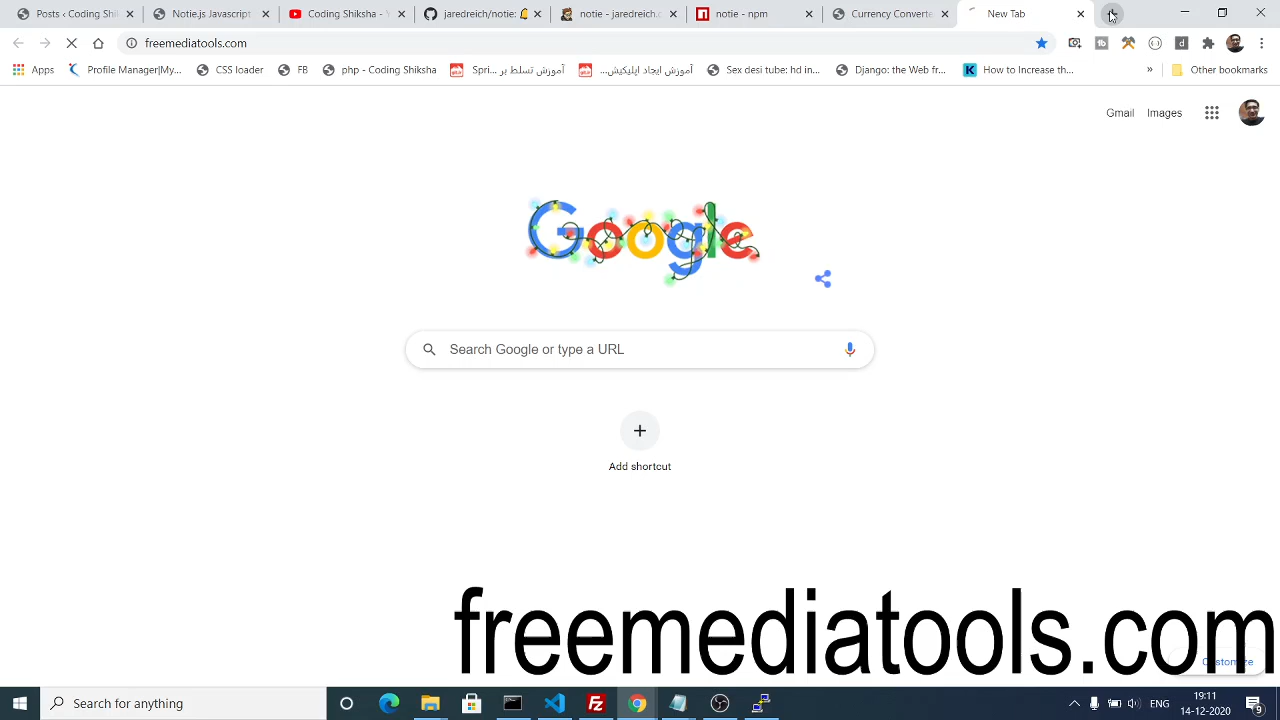 Posts ‹ Coding Shik
Notie.js Javascript
Coding Shiksha - Y
jaredreich/notie:
notie - jaredreich.c
notie - npm
Currency Converte
New Tab
freemediatools.com
Apps
Profile Manager|My...
CSS loader
FB
php - Coding Shiksha
آموزش تسلط بر Spri...
آموزش ایجاد اپلیکیش...
Sex desi tube: hd in...
Django: the Web fr...
How to Increase th...
»
Other bookmarks
Gmail
Images
Google
Search Google or type a URL
Add shortcut
freemediatools.com
Customize
Search for anything
ENG
19:11
14-12-2020